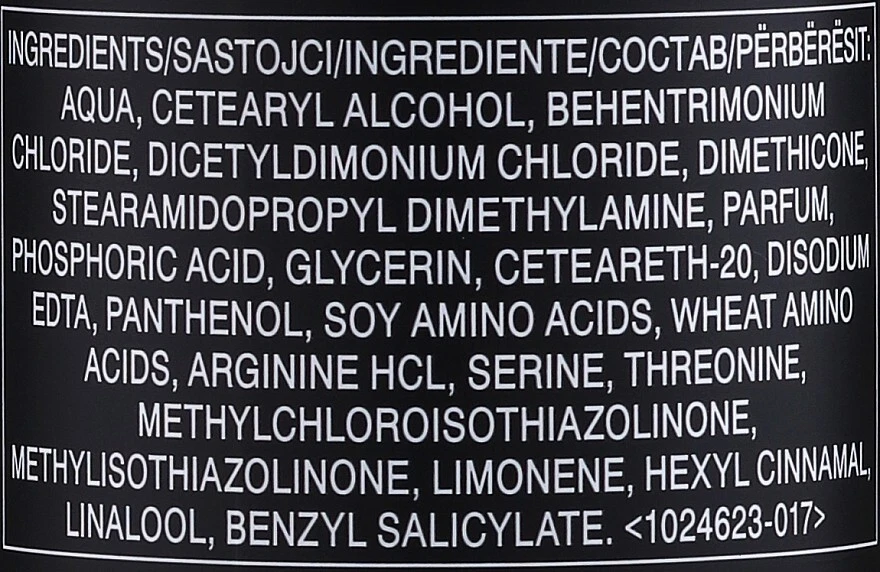 INGREDIENTS/SASTOJCI/INGREDIENTE/COCTAB/PËRBËRËSIT:
AQUA, CETEARYL ALCOHOL, BEHENTRIMONIUM
CHLORIDE, DICETYLDIMONIUM CHLORIDE, DIMETHICONE,
STEARAMIDOPROPYL DIMETHYLAMINE, PARFUM,
PHOSPHORIC ACID, GLYCERIN, CETEARETH-20, DISODIUM
EDTA, PANTHENOL, SOY AMINO ACIDS, WHEAT AMINO
ACIDS, ARGININE HCL, SERINE, THREONINE,
METHYLCHLOROISOTHIAZOLINONE,
METHYLISOTHIAZOLINONE, LIMONENE, HEXYL CINNAMAL,
LINALOOL, BENZYL SALICYLATE. <1024623-017>